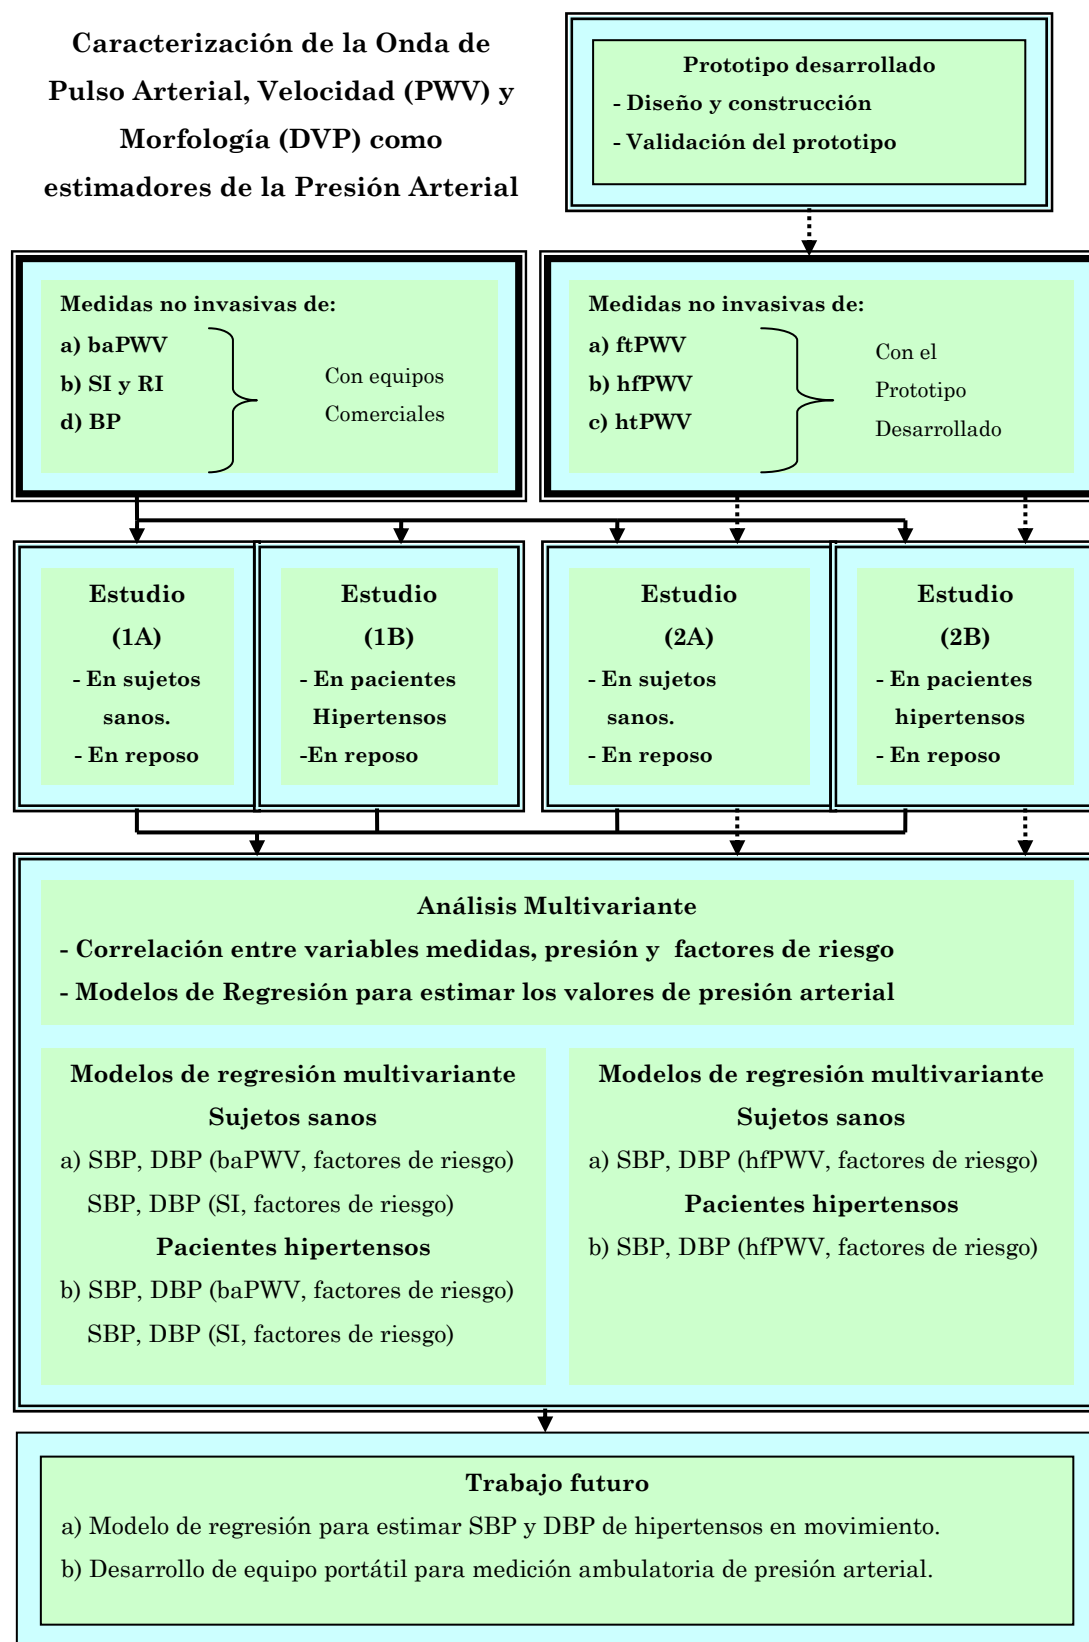 Caracterización de la Onda de
Pulso Arterial, Velocidad (PWV) y
Morfología (DVP) como
estimadores de la Presión Arterial
Prototipo desarrollado
- Diseño y construcción
- Validación del prototipo
Medidas no invasivas de:
a) baPWV
b) SI y RI
d) BP
Con equipos
Comerciales
Medidas no invasivas de:
a) ftPWV
b) hfPWV
c) htPWV
Con el
Prototipo
Desarrollado
Estudio
(1A)
- En sujetos
sanos.
- En reposo
Estudio
(1B)
- En pacientes
Hipertensos
-En reposo
Estudio
(2A)
- En sujetos
sanos.
- En reposo
Estudio
(2B)
- En pacientes
hipertensos
- En reposo
Análisis Multivariante
- Correlación entre variables medidas, presión y  factores de riesgo
- Modelos de Regresión para estimar los valores de presión arterial
Modelos de regresión multivariante
Sujetos sanos
a) SBP, DBP (baPWV, factores de riesgo)
SBP, DBP (SI, factores de riesgo)
Pacientes hipertensos
b) SBP, DBP (baPWV, factores de riesgo)
SBP, DBP (SI, factores de riesgo)
Modelos de regresión multivariante
Sujetos sanos
a) SBP, DBP (hfPWV, factores de riesgo)
Pacientes hipertensos
b) SBP, DBP (hfPWV, factores de riesgo)
Trabajo futuro
a) Modelo de regresión para estimar SBP y DBP de hipertensos en movimiento.
b) Desarrollo de equipo portátil para medición ambulatoria de presión arterial.